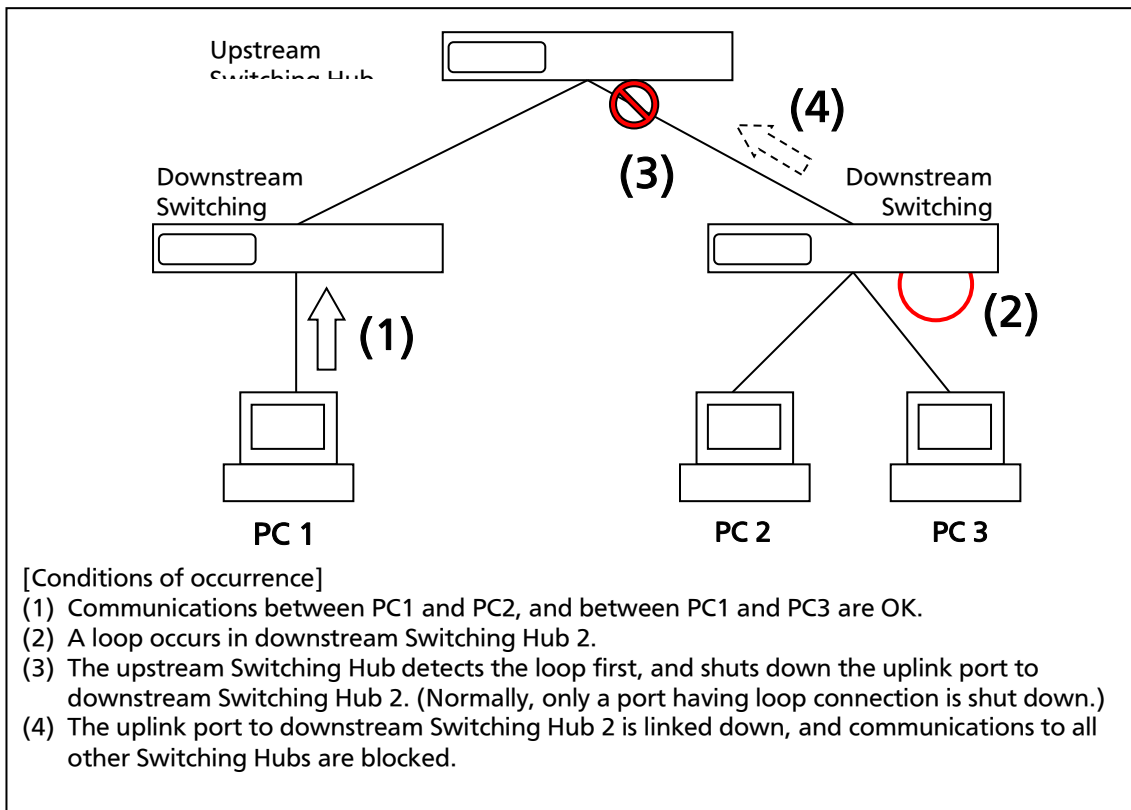 Upstream
Switching Hub
(4)
(3)
Downstream
Switching
Downstream
Switching
(1)
(2)
PC 1
PC 2
PC 3
[Conditions of occurrence]
(1) Communications between PC1 and PC2, and between PC1 and PC3 are OK.
(2) A loop occurs in downstream Switching Hub 2.
(3) The upstream Switching Hub detects the loop first, and shuts down the uplink port to
downstream Switching Hub 2. (Normally, only a port having loop connection is shut down.)
(4) The uplink port to downstream Switching Hub 2 is linked down, and communications to all
other Switching Hubs are blocked.